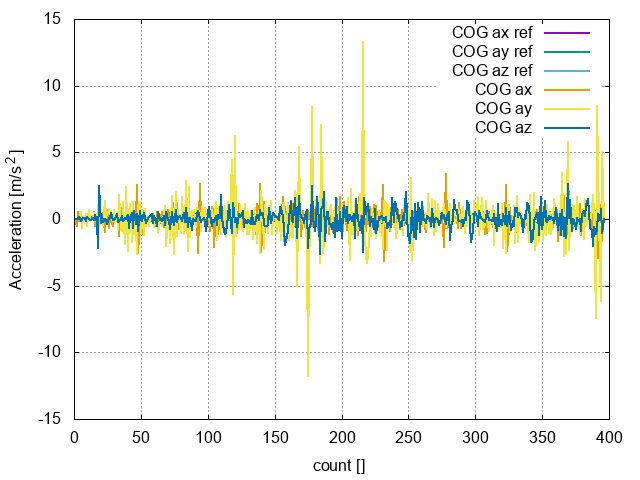 COG ax ref
COG ay ref
COG az ref
COG ax
COG ay
COG az
15
10
5
0
-5
-10
-15
Acceleration [m/s²]
0 50 100 150 200 250 300 350 400
count []